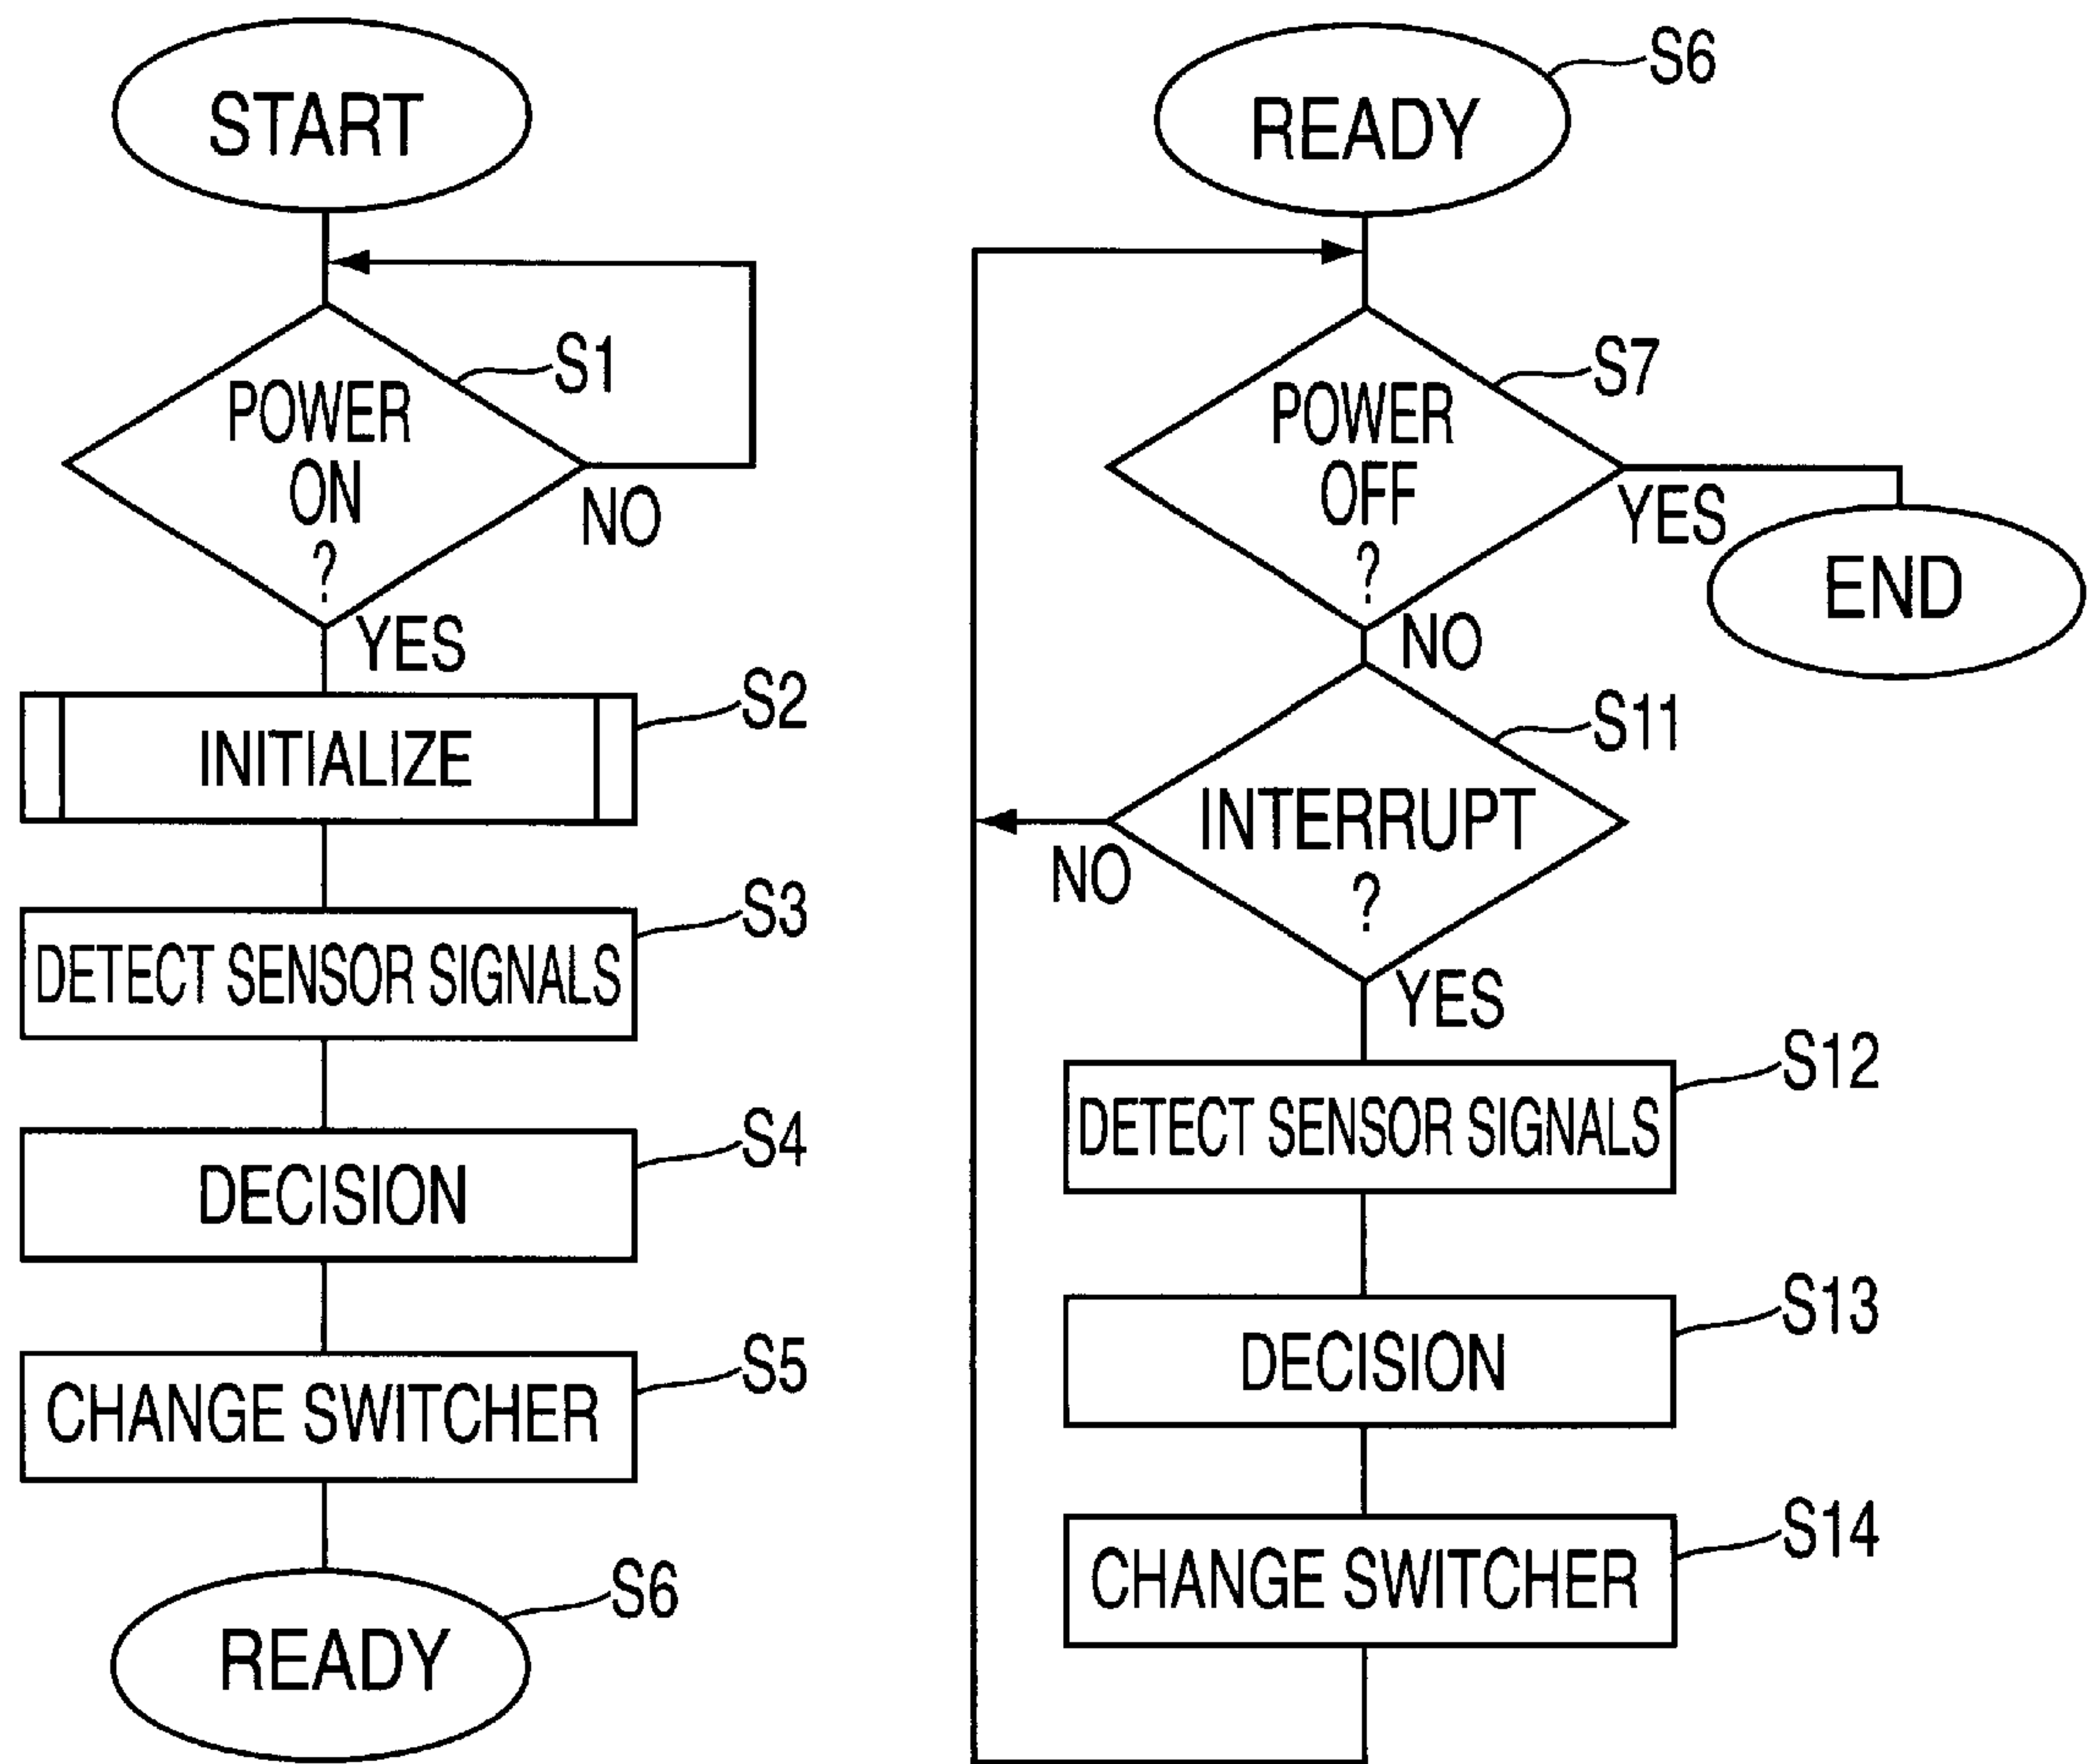 START
S1
POWER
ON
?
NO
YES
S2
INITIALIZE
S3
DETECT SENSOR SIGNALS
S4
DECISION
S5
CHANGE SWITCHER
S6
READY
S6
READY
S7
POWER
OFF
?
YES
END
NO
S11
INTERRUPT
?
NO
YES
S12
DETECT SENSOR SIGNALS
S13
DECISION
S14
CHANGE SWITCHER